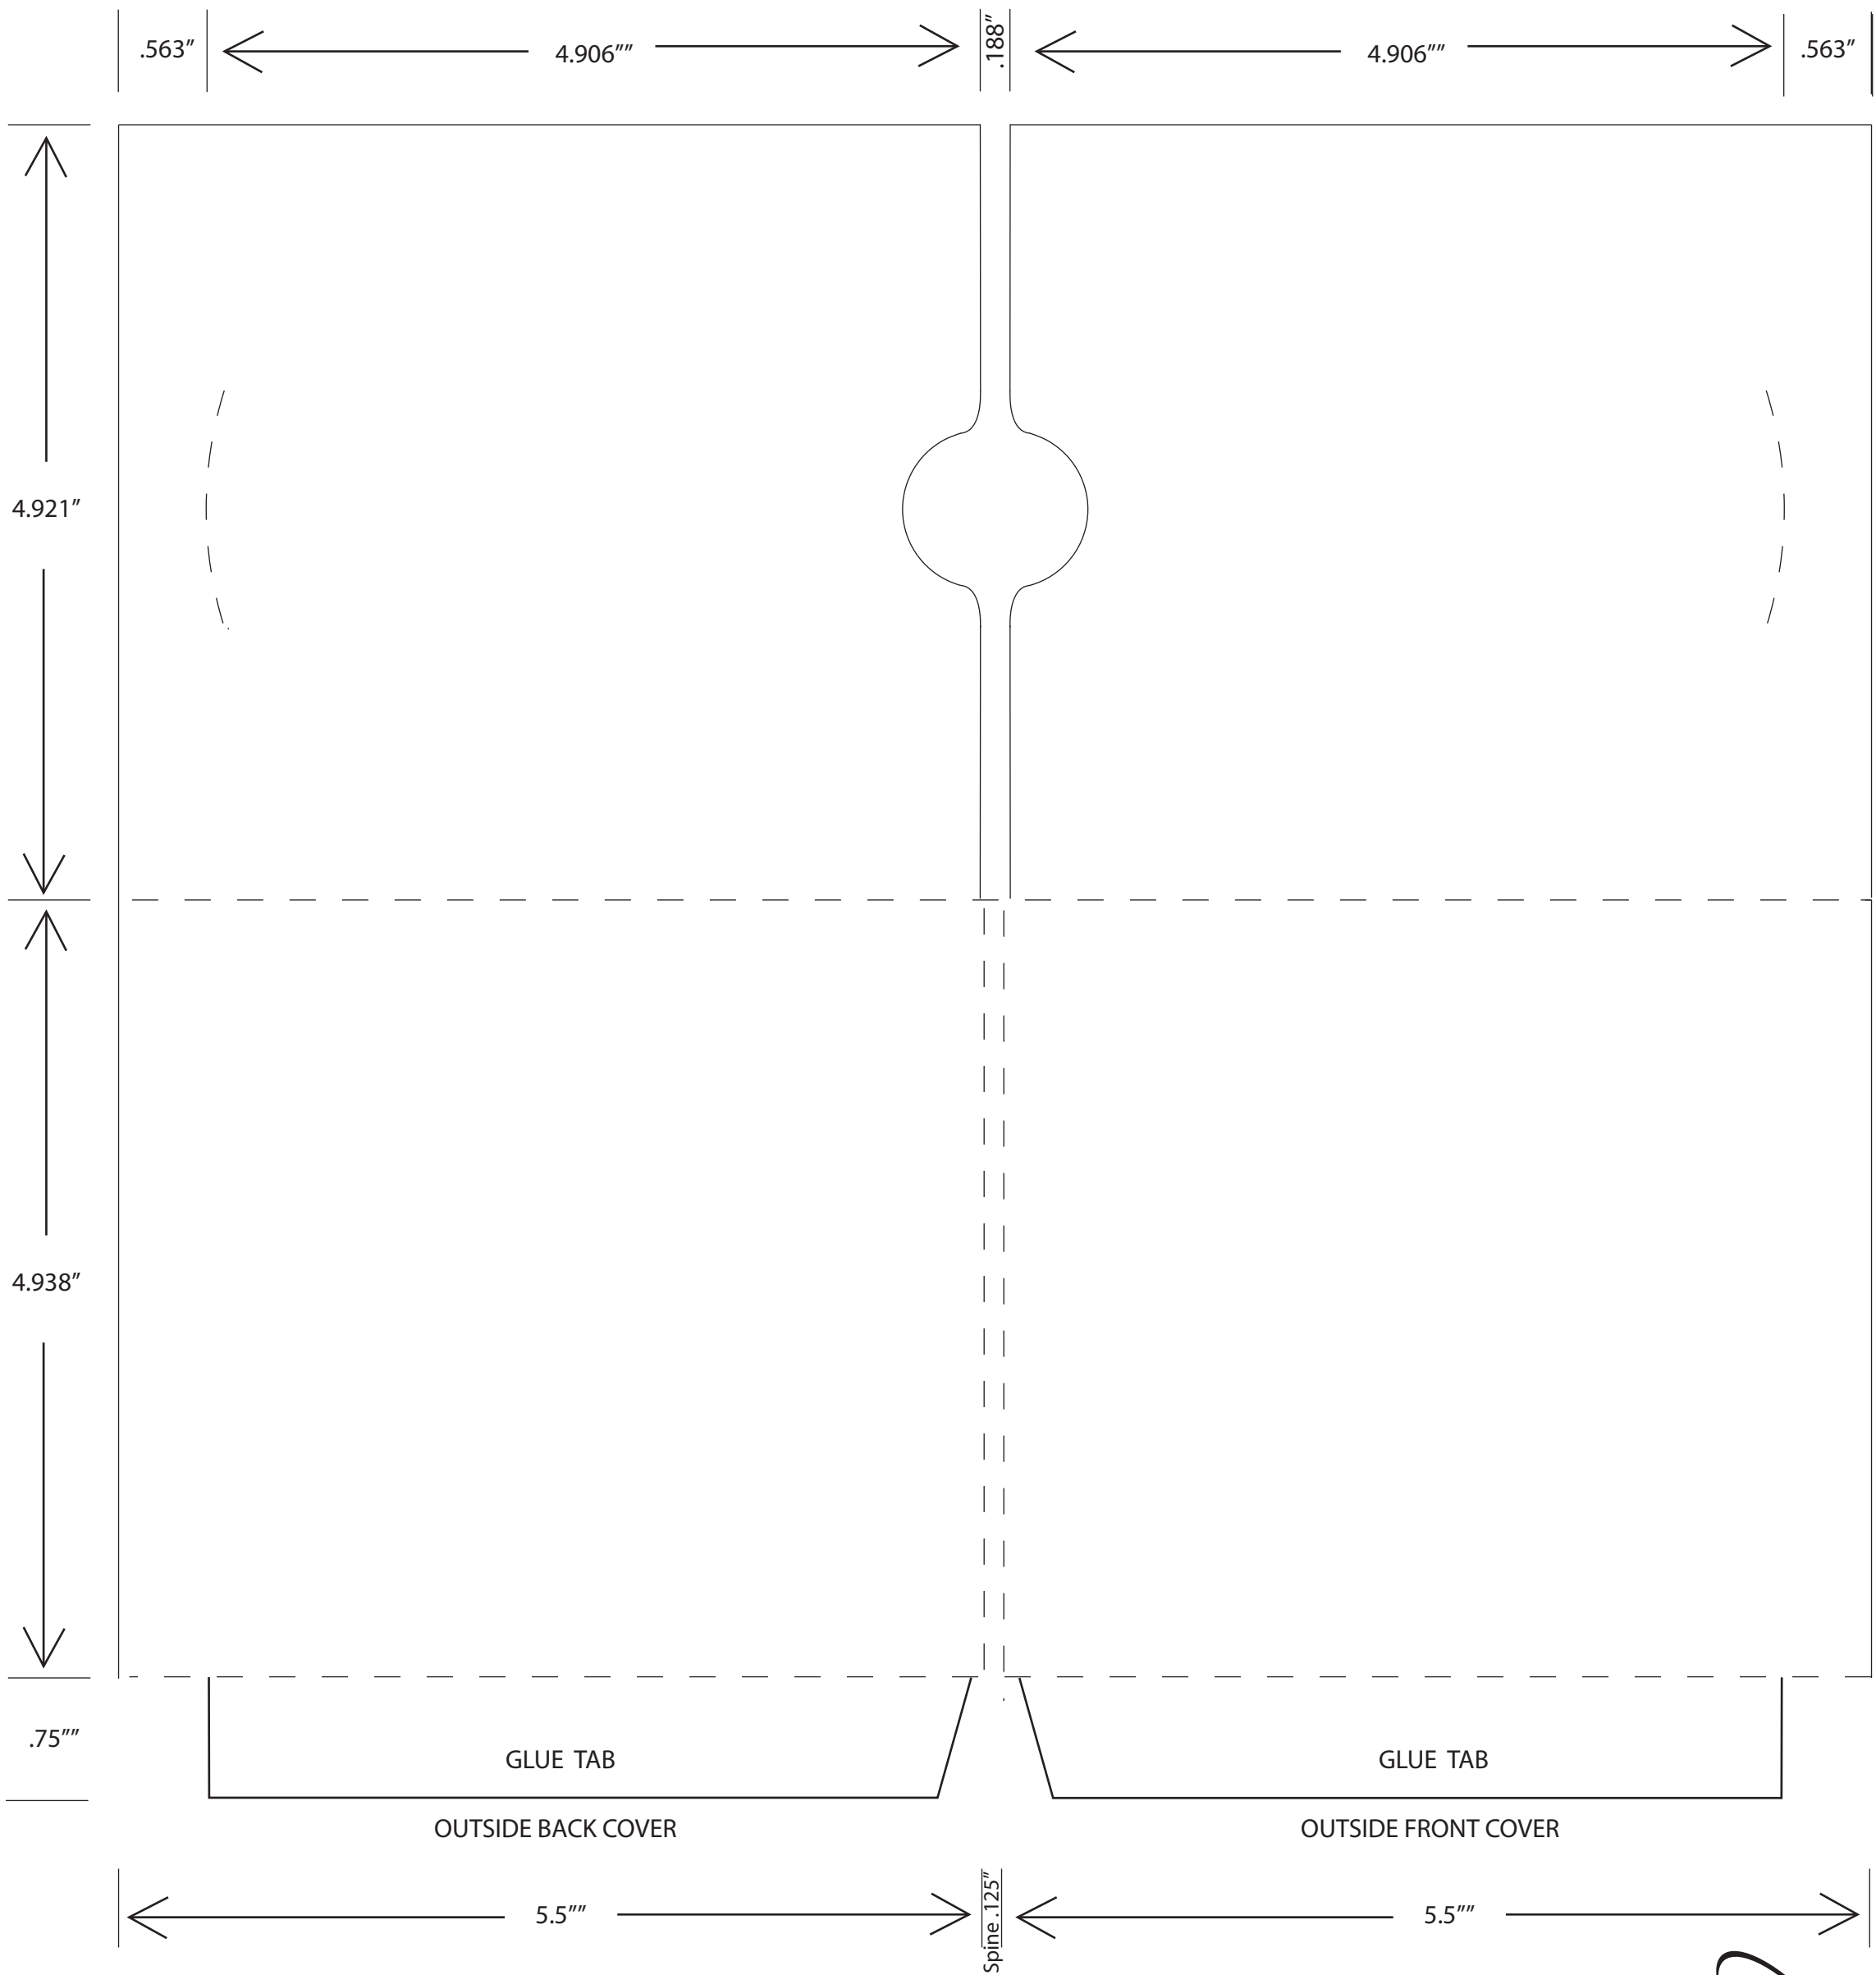 .563” 4.906”” .188” 4.906”” .563”
4.921”
4.938”
.75””
GLUE TAB GLUE TAB
OUTSIDE BACK COVER OUTSIDE FRONT COVER
5.5”” Spine .125” 5.5””